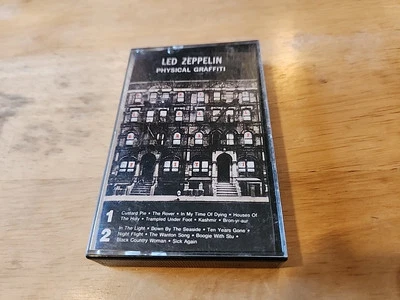 LED ZEPPELIN
PHYSICAL GRAFFITI
1
Custard Pie • The Rover • In My Time Of Dying • Houses Of
The Holy • Trampled Under Foot • Kashmir • Bron-yr-aur
2
In The Light • Down By The Seaside • Ten Years Gone •
Night Flight • The Wanton Song • Boogie With Stu •
Black Country Woman • Sick Again